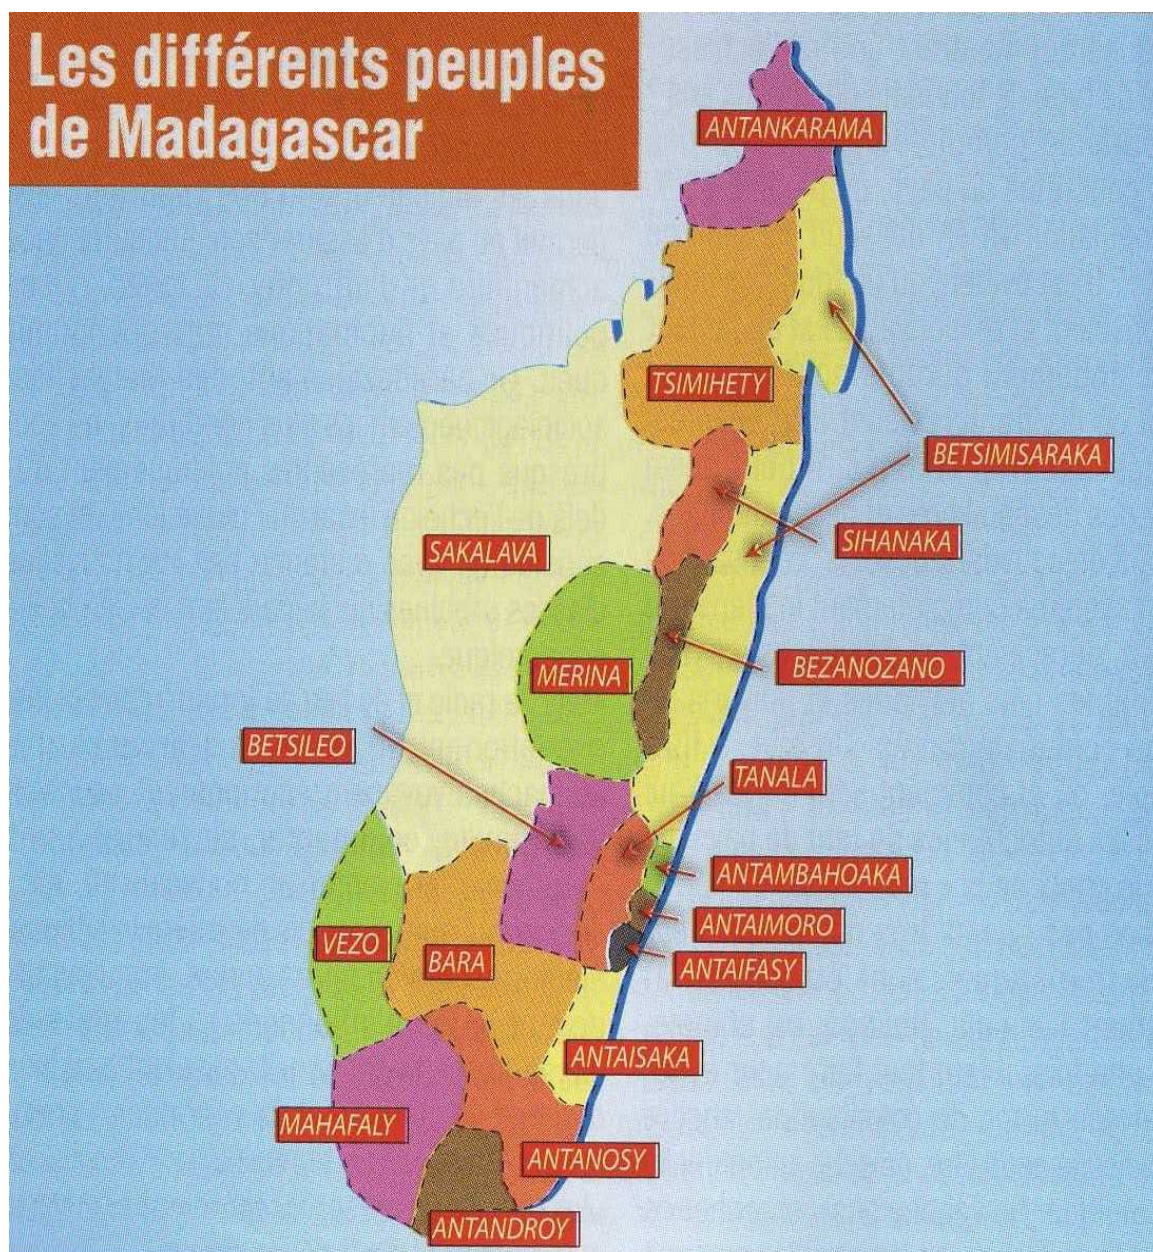 Les différents peuples
de Madagascar
ANTANKARAMA
TSIMIHETY
BETSIMISARAKA
SIHANAKA
SAKALAVA
BEZANOZANO
MERINA
BETSILEO
TANALA
ANTAMBAHOAKA
ANTAIMORO
VEZO
BARA
ANTAIFASY
ANTAISAKA
MAHAFALY
ANTANOSY
ANTANDROY